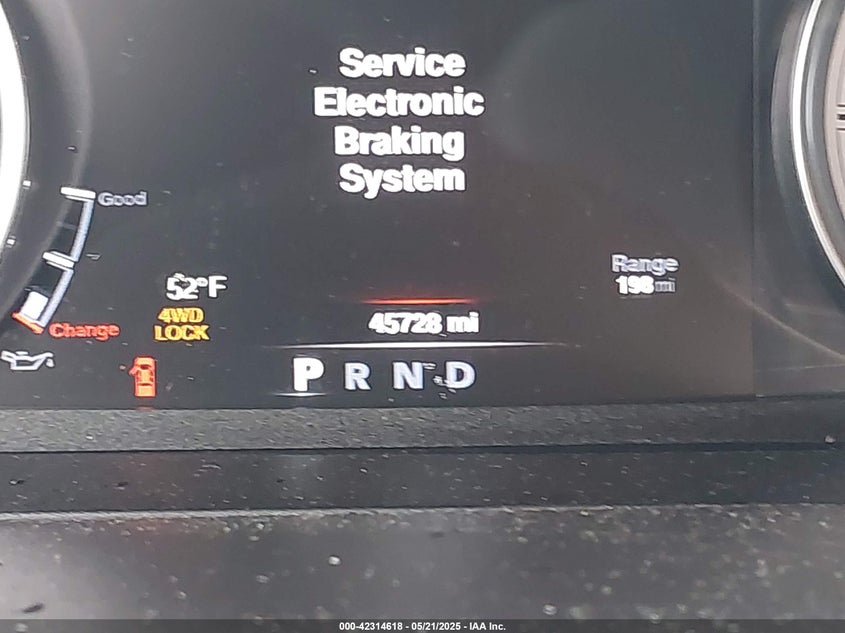 Service
Electronic
Braking
System
Good
Range
198 mi
52°F
4WD
LOCK
45728 mi
Change
P R N D
000-42314618 - 05/21/2025 - IAA Inc.